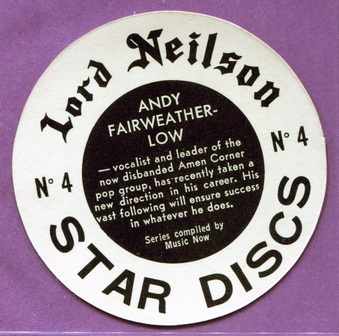 Lord Neilson
ANDY
FAIRWEATHER-
LOW
— vocalist and leader of the
now disbanded Amen Corner
pop group, has recently taken a
new direction in his career. His
vast following will ensure success
in whatever he does.
Series compiled by
Music Now
Nº 4
Nº 4
STAR DISCS